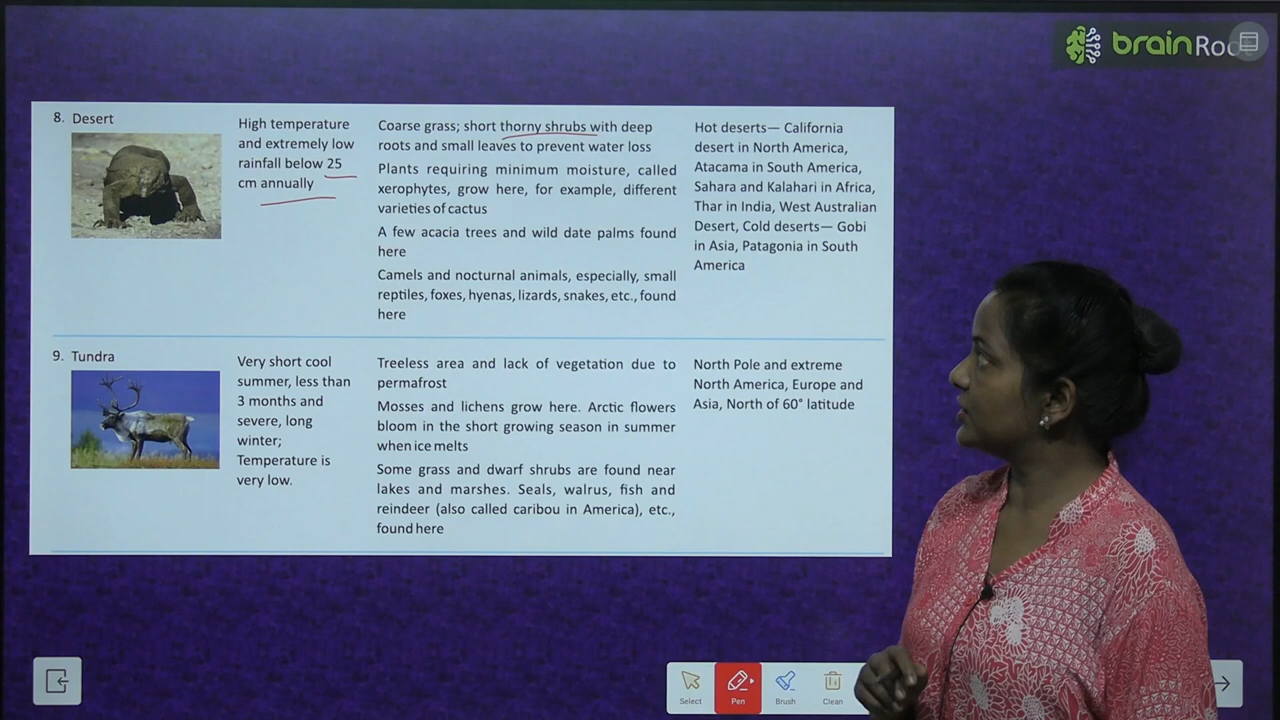 brainRoo
8. Desert
High temperature
and extremely low
rainfall below 25
cm annually
Coarse grass; short thorny shrubs with deep
roots and small leaves to prevent water loss
Plants requiring minimum moisture, called
xerophytes, grow here, for example, different
varieties of cactus
A few acacia trees and wild date palms found
here
Camels and nocturnal animals, especially, small
reptiles, foxes, hyenas, lizards, snakes, etc., found
here
Hot deserts— California
desert in North America,
Atacama in South America,
Sahara and Kalahari in Africa,
Thar in India, West Australian
Desert, Cold deserts— Gobi
in Asia, Patagonia in South
America
9. Tundra
Very short cool
summer, less than
3 months and
severe, long
winter;
Temperature is
very low.
Treeless area and lack of vegetation due to
permafrost
Mosses and lichens grow here. Arctic flowers
bloom in the short growing season in summer
when ice melts
Some grass and dwarf shrubs are found near
lakes and marshes. Seals, walrus, fish and
reindeer (also called caribou in America), etc.,
found here
North Pole and extreme
North America, Europe and
Asia, North of 60° latitude
Select
Pen
Brush
Clean